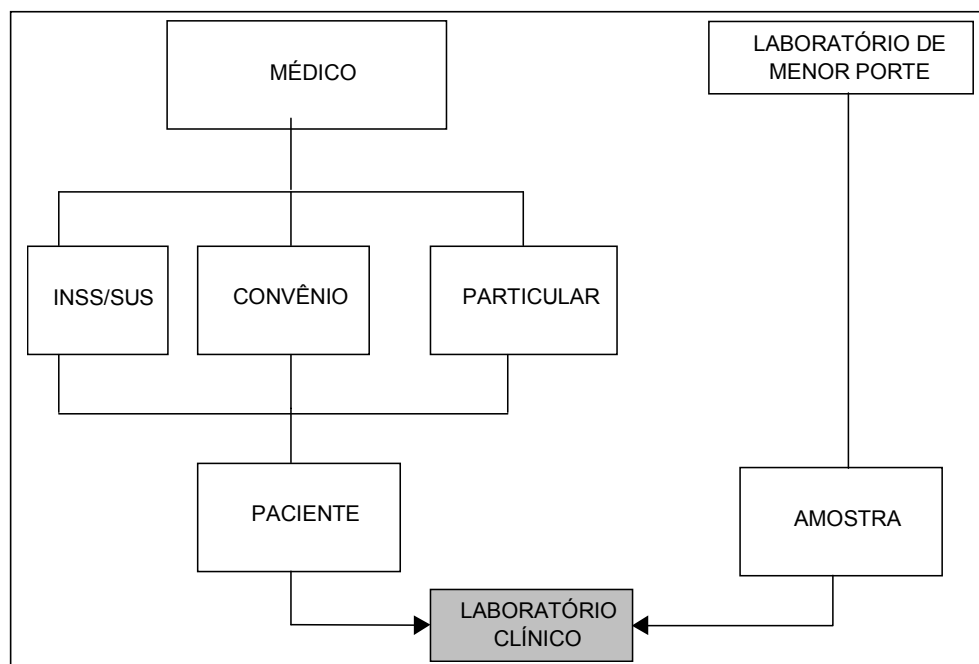 MÉDICO
LABORATÓRIO DE
MENOR PORTE
INSS/SUS
CONVÊNIO
PARTICULAR
PACIENTE
AMOSTRA
LABORATÓRIO
CLÍNICO